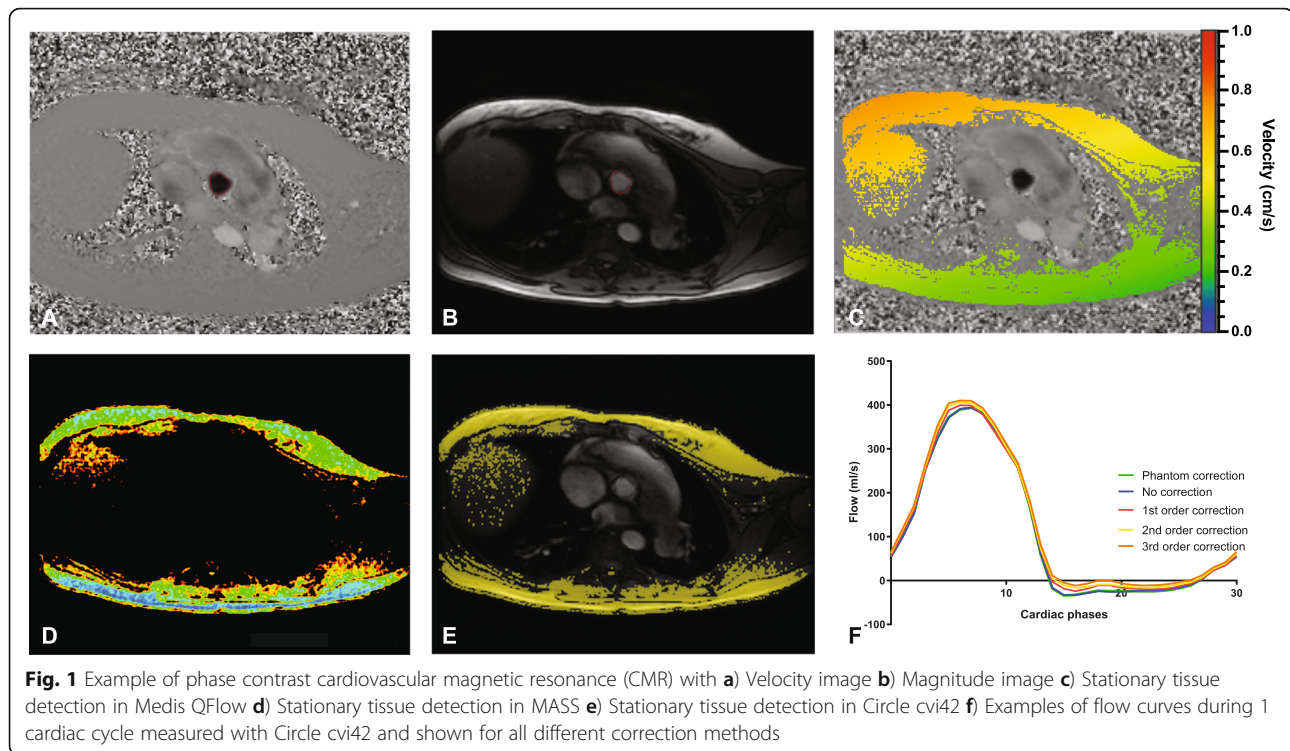 A
B
C
1.0
0.8
0.6
0.4
0.2
0.0
Velocity (cm/s)
D
E
F
500
400
300
200
100
0
-100
Flow (ml/s)
10
20
30
Cardiac phases
Phantom correction
No correction
1st order correction
2nd order correction
3rd order correction
Fig. 1 Example of phase contrast cardiovascular magnetic resonance (CMR) with a) Velocity image b) Magnitude image c) Stationary tissue
detection in Medis QFlow d) Stationary tissue detection in MASS e) Stationary tissue detection in Circle cvi42 f) Examples of flow curves during 1
cardiac cycle measured with Circle cvi42 and shown for all different correction methods